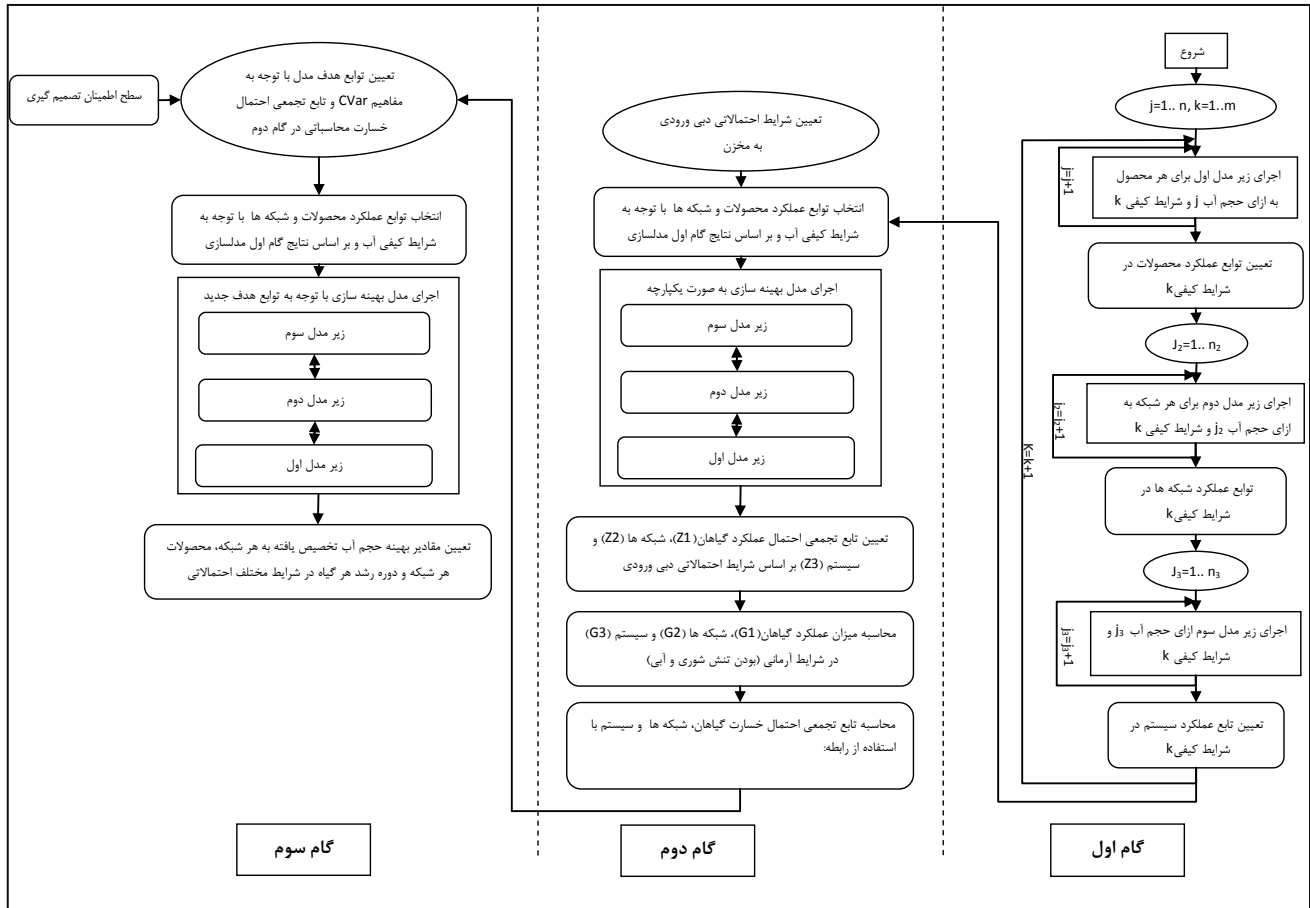 شروع
j=1.. n, k=1..m
اجرای زیر مدل اول برای هر محصول
به ازای حجم آب j و شرایط کیفی k
j=j+1
تعیین توابع عملکرد محصولات در
شرایط کیفی k
J₂=1.. n₂
اجرای زیر مدل دوم برای هر شبکه به
ازای حجم آب j₂ و شرایط کیفی k
j₂=j₂+1
توابع عملکرد شبکه ها در
شرایط کیفی k
J₃=1.. n₃
اجرای زیر مدل سوم ازای حجم آب j₃ و
شرایط کیفی k
j₃=j₃+1
تعیین تابع عملکرد سیستم در
شرایط کیفی k
K=k+1
گام اول
تعیین شرایط احتمالاتی دبی ورودی
به مخزن
انتخاب توابع عملکرد محصولات و شبکه ها با توجه به
شرایط کیفی آب و بر اساس نتایج گام اول مدلسازی
اجرای مدل بهینه سازی به صورت یکپارچه
زیر مدل سوم
زیر مدل دوم
زیر مدل اول
تعیین تابع تجمعی احتمال عملکرد گیاهان(Z1)، شبکه ها (Z2) و
سیستم (Z3) بر اساس شرایط احتمالاتی دبی ورودی
محاسبه میزان عملکرد گیاهان(G1)، شبکه ها (G2) و سیستم (G3)
در شرایط آرمانی (بودن تنش شوری و آبی)
محاسبه تابع تجمعی احتمال خسارت گیاهان، شبکه ها و سیستم با
استفاده از رابطه:
گام دوم
سطح اطمینان تصمیم گیری
تعیین توابع هدف مدل با توجه به
مفاهیم CVar و تابع تجمعی احتمال
خسارت محاسباتی در گام دوم
انتخاب توابع عملکرد محصولات و شبکه ها با توجه به
شرایط کیفی آب و بر اساس نتایج گام اول مدلسازی
اجرای مدل بهینه سازی با توجه به توابع هدف جدید
زیر مدل سوم
زیر مدل دوم
زیر مدل اول
تعیین مقادیر بهینه حجم آب تخصیص یافته به هر شبکه، محصولات
هر شبکه و دوره رشد هر گیاه در شرایط مختلف احتمالاتی
گام سوم